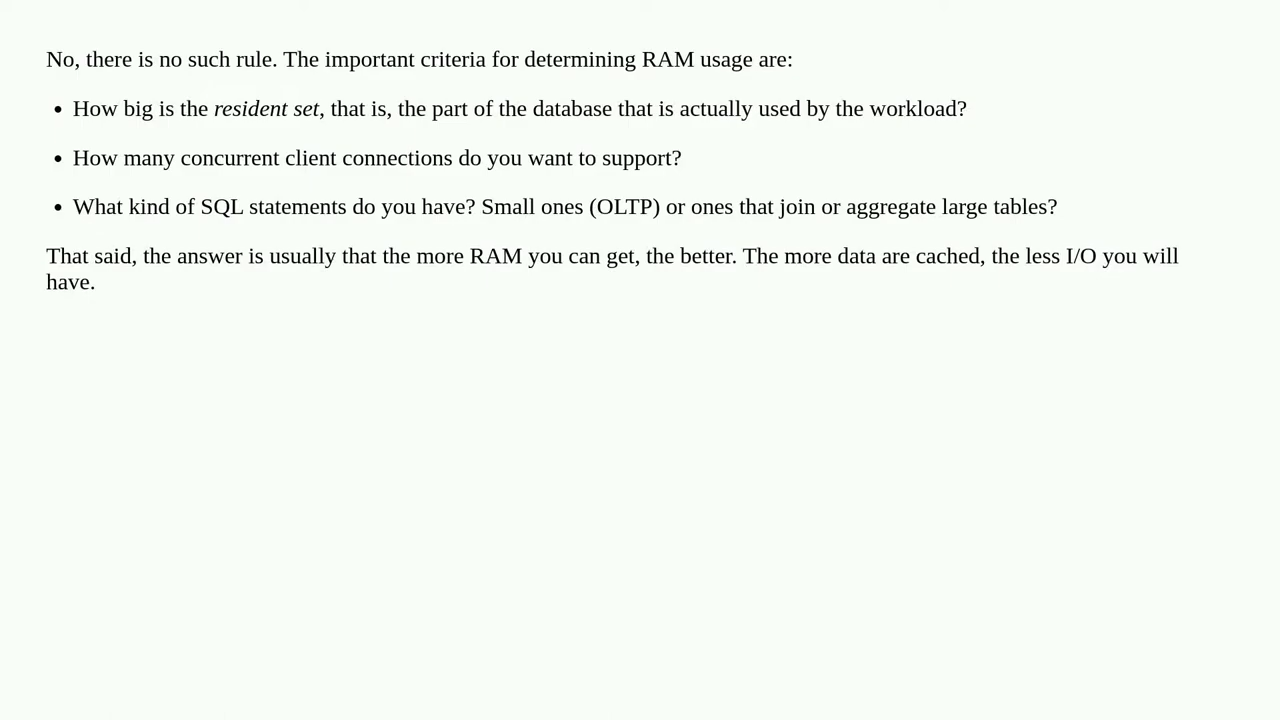 No, there is no such rule. The important criteria for determining RAM usage are:
• How big is the resident set, that is, the part of the database that is actually used by the workload?
• How many concurrent client connections do you want to support?
• What kind of SQL statements do you have? Small ones (OLTP) or ones that join or aggregate large tables?
That said, the answer is usually that the more RAM you can get, the better. The more data are cached, the less I/O you will
have.